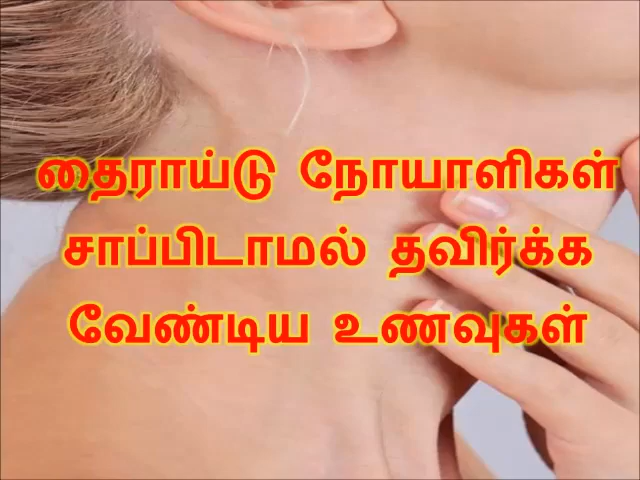 தைராய்டு நோயாளிகள்
சாப்பிடாமல் தவிர்க்க
வேண்டிய உணவுகள்